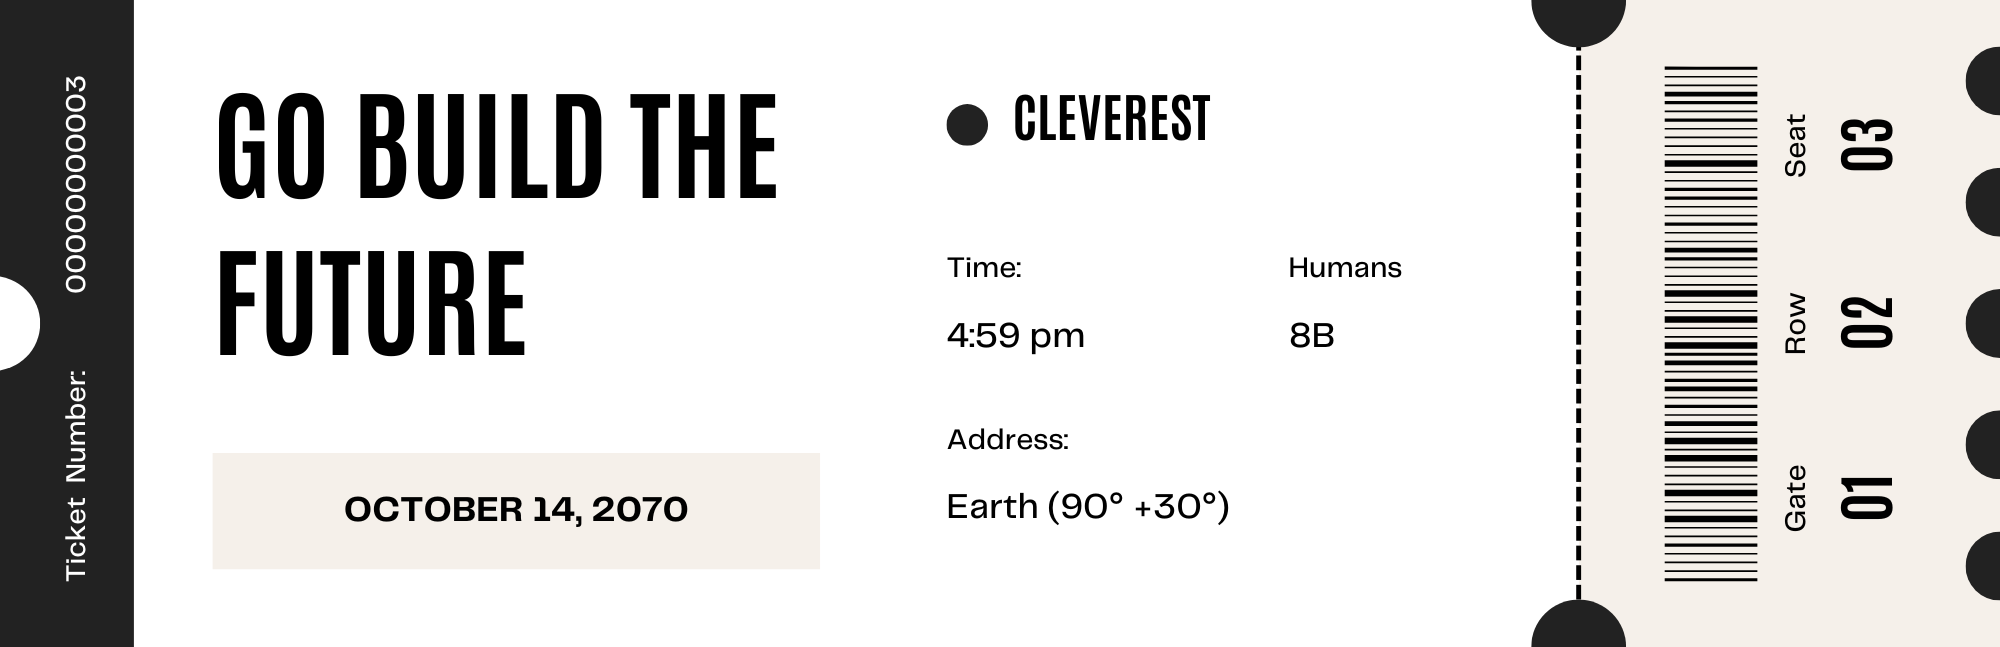 Ticket Number: 00000000003
GO BUILD THE
FUTURE
OCTOBER 14, 2070
CLEVEREST
Time:
4:59 pm
Humans
8B
Address:
Earth (90° +30°)
Gate
01
Row
02
Seat
03